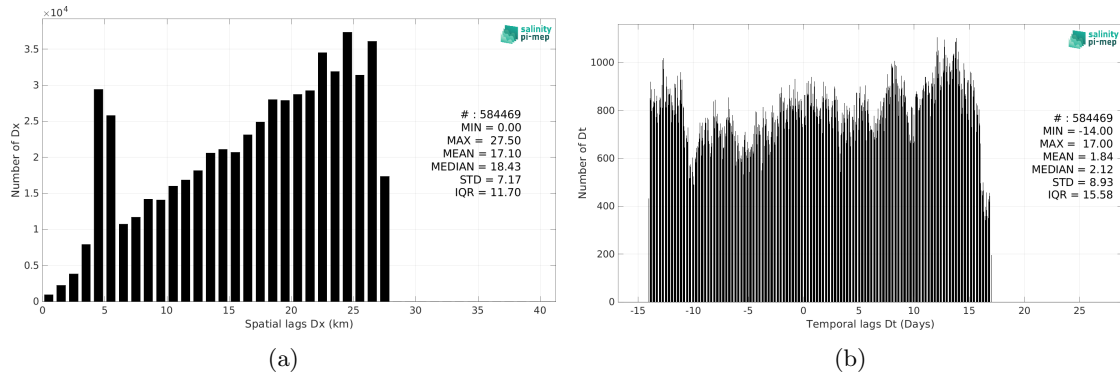 ×10⁴
3.5
3
2.5
2
1.5
1
0.5
0
Number of Dx
0 5 10 15 20 25 30 35 40
Spatial lags Dx (km)
salinity
pi-mep
# : 584469
MIN = 0.00
MAX = 27.50
MEAN = 17.10
MEDIAN = 18.43
STD = 7.17
IQR = 11.70
(a)
1000
800
600
400
200
0
Number of Dt
-15 -10 -5 0 5 10 15 20 25
Temporal lags Dt (Days)
salinity
pi-mep
# : 584469
MIN = -14.00
MAX = 17.00
MEAN = 1.84
MEDIAN = 2.12
STD = 8.93
IQR = 15.58
(b)